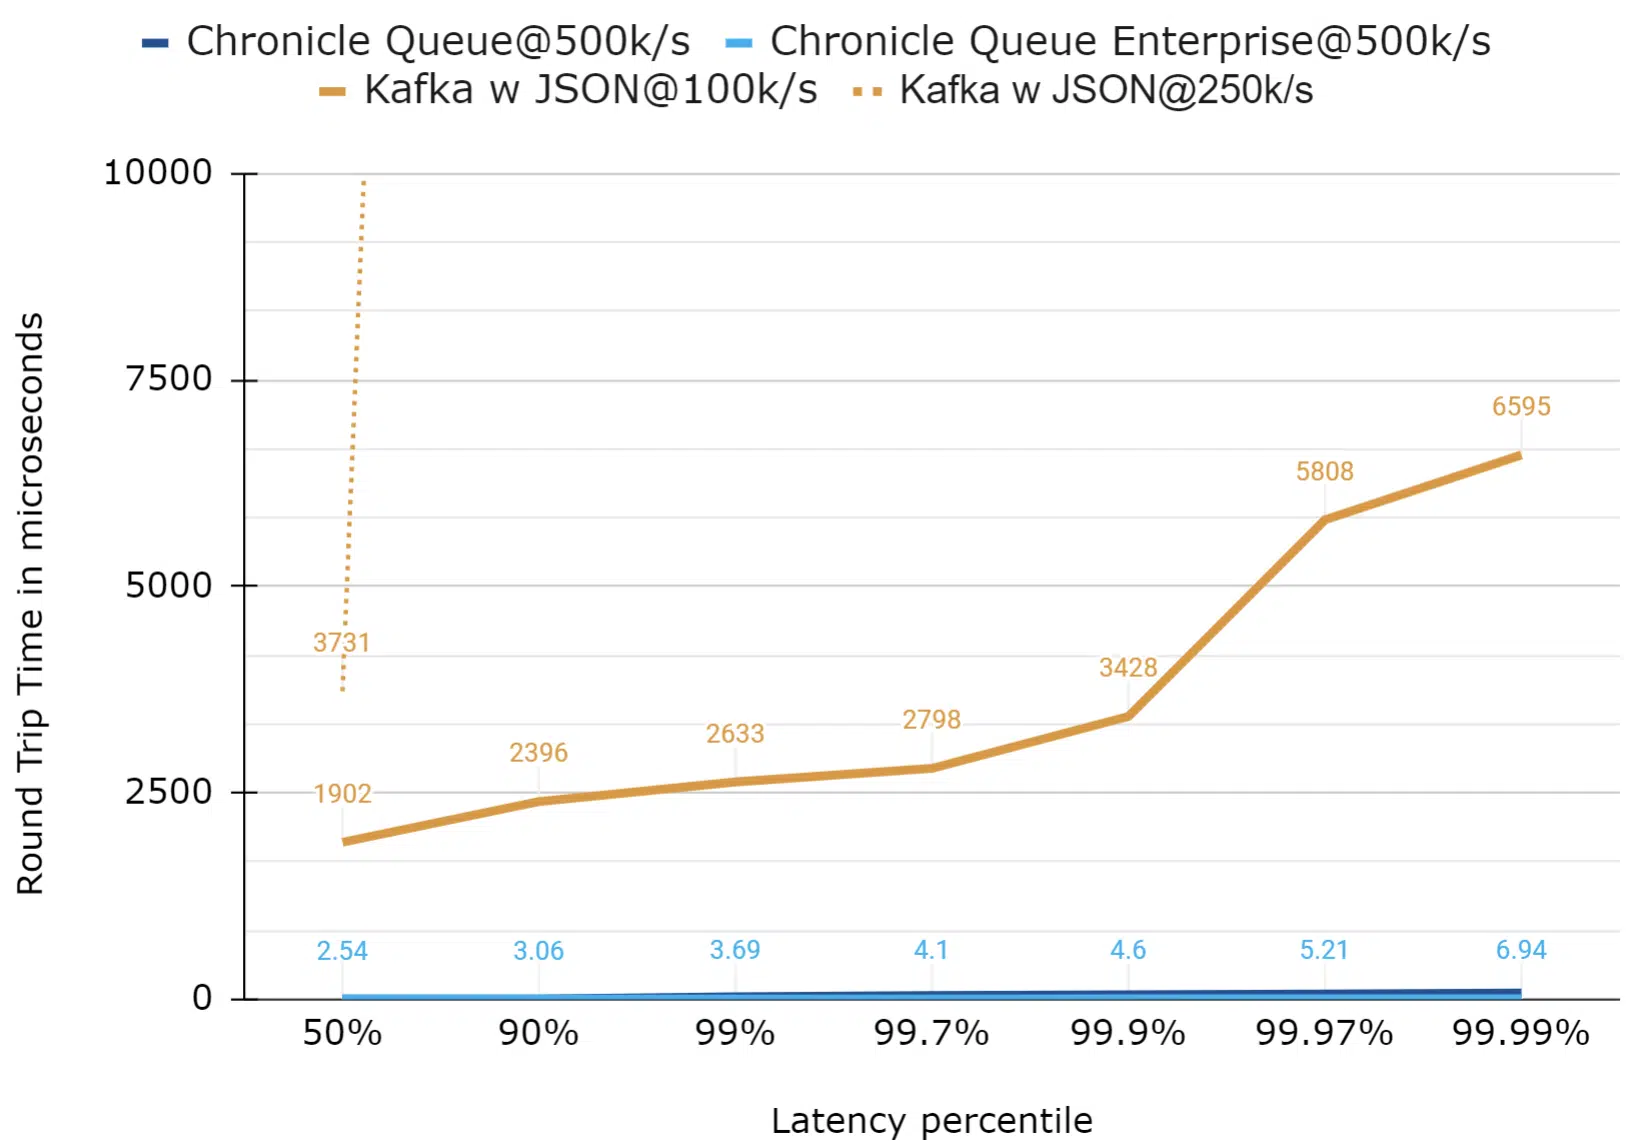 Chronicle Queue@500k/s Chronicle Queue Enterprise@500k/s
Kafka w JSON@100k/s Kafka w JSON@250k/s
10000
7500
6595
5808
5000
3731
3428
2798
2633
2396
2500
1902
2.54 3.06 3.69 4.1 4.6 5.21 6.94
0
50% 90% 99% 99.7% 99.9% 99.97% 99.99%
Round Trip Time in microseconds
Latency percentile